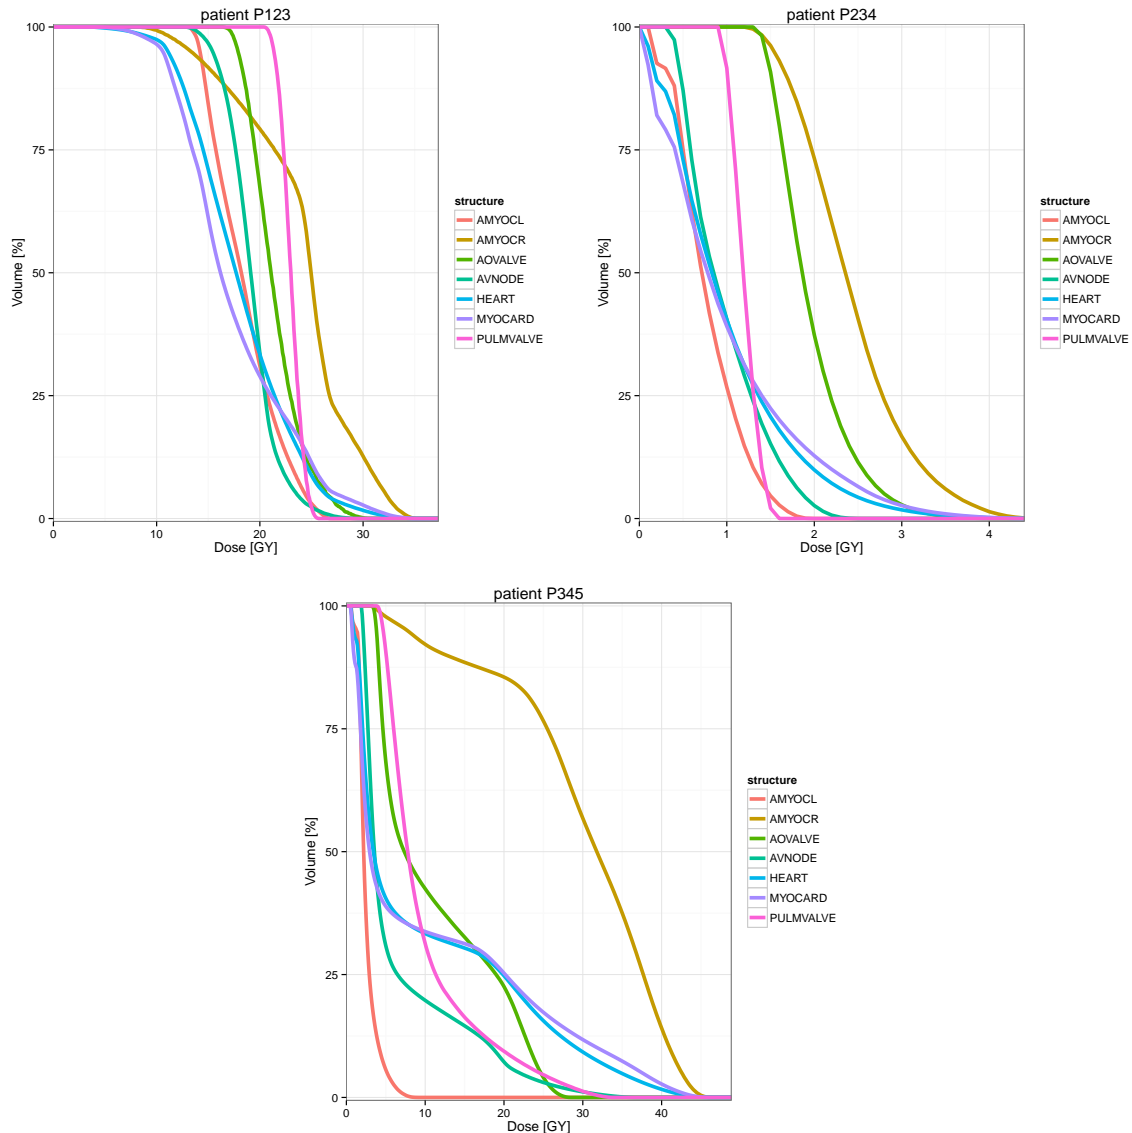 patient P123
100
75
50
25
0
Volume [%]
0 10 20 30
Dose [GY]
structure
AMYOCL
AMYOCR
AOVALVE
AVNODE
HEART
MYOCARD
PULMVALVE
patient P234
100
75
50
25
0
Volume [%]
0 1 2 3 4
Dose [GY]
structure
AMYOCL
AMYOCR
AOVALVE
AVNODE
HEART
MYOCARD
PULMVALVE
patient P345
100
75
50
25
0
Volume [%]
0 10 20 30 40
Dose [GY]
structure
AMYOCL
AMYOCR
AOVALVE
AVNODE
HEART
MYOCARD
PULMVALVE